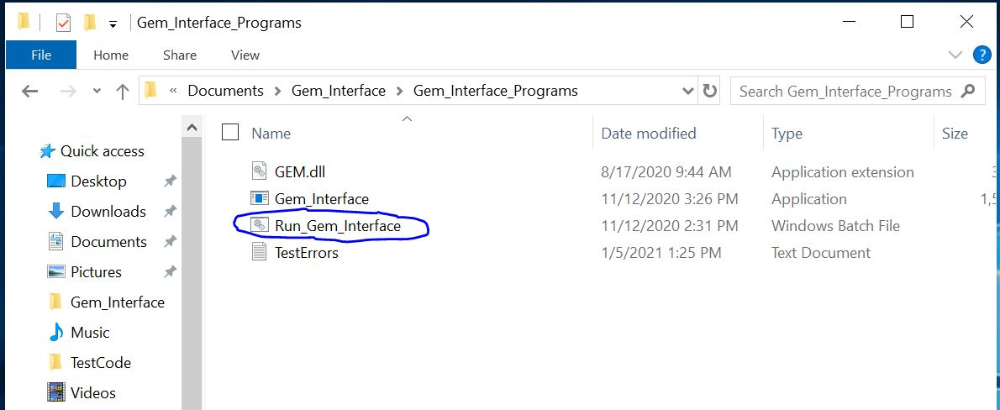 Gem_Interface_Programs
File Home Share View
« Documents > Gem_Interface > Gem_Interface_Programs Search Gem_Interface_Programs
Name Date modified Type Size
Quick access
Desktop
Downloads
Documents
Pictures
Gem_Interface
Music
TestCode
Videos
GEM.dll 8/17/2020 9:44 AM Application extension
Gem_Interface 11/12/2020 3:26 PM Application 1,5
Run_Gem_Interface 11/12/2020 2:31 PM Windows Batch File
TestErrors 1/5/2021 1:25 PM Text Document